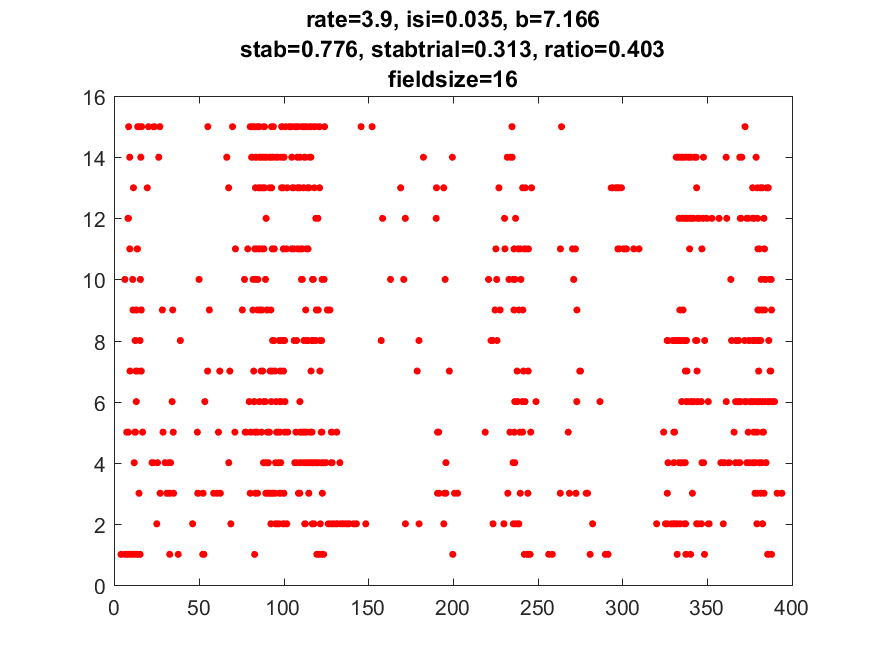 rate=3.9, isi=0.035, b=7.166
stab=0.776, stabtrial=0.313, ratio=0.403
fieldsize=16
16
14
12
10
8
6
4
2
0
0 50 100 150 200 250 300 350 400